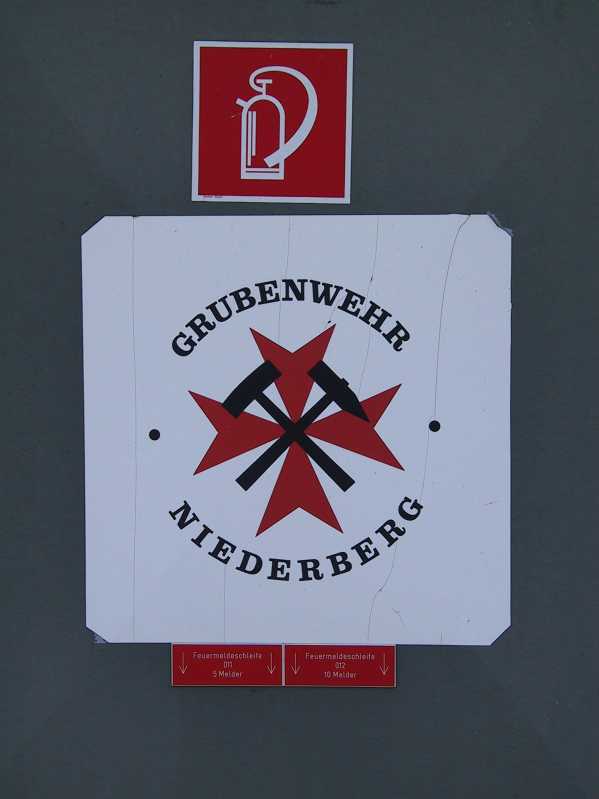 GRUBENWEHR
NIEDERBERG
Feuermeldeschleife
011
5 Melder
Feuermeldeschleife
012
10 Melder